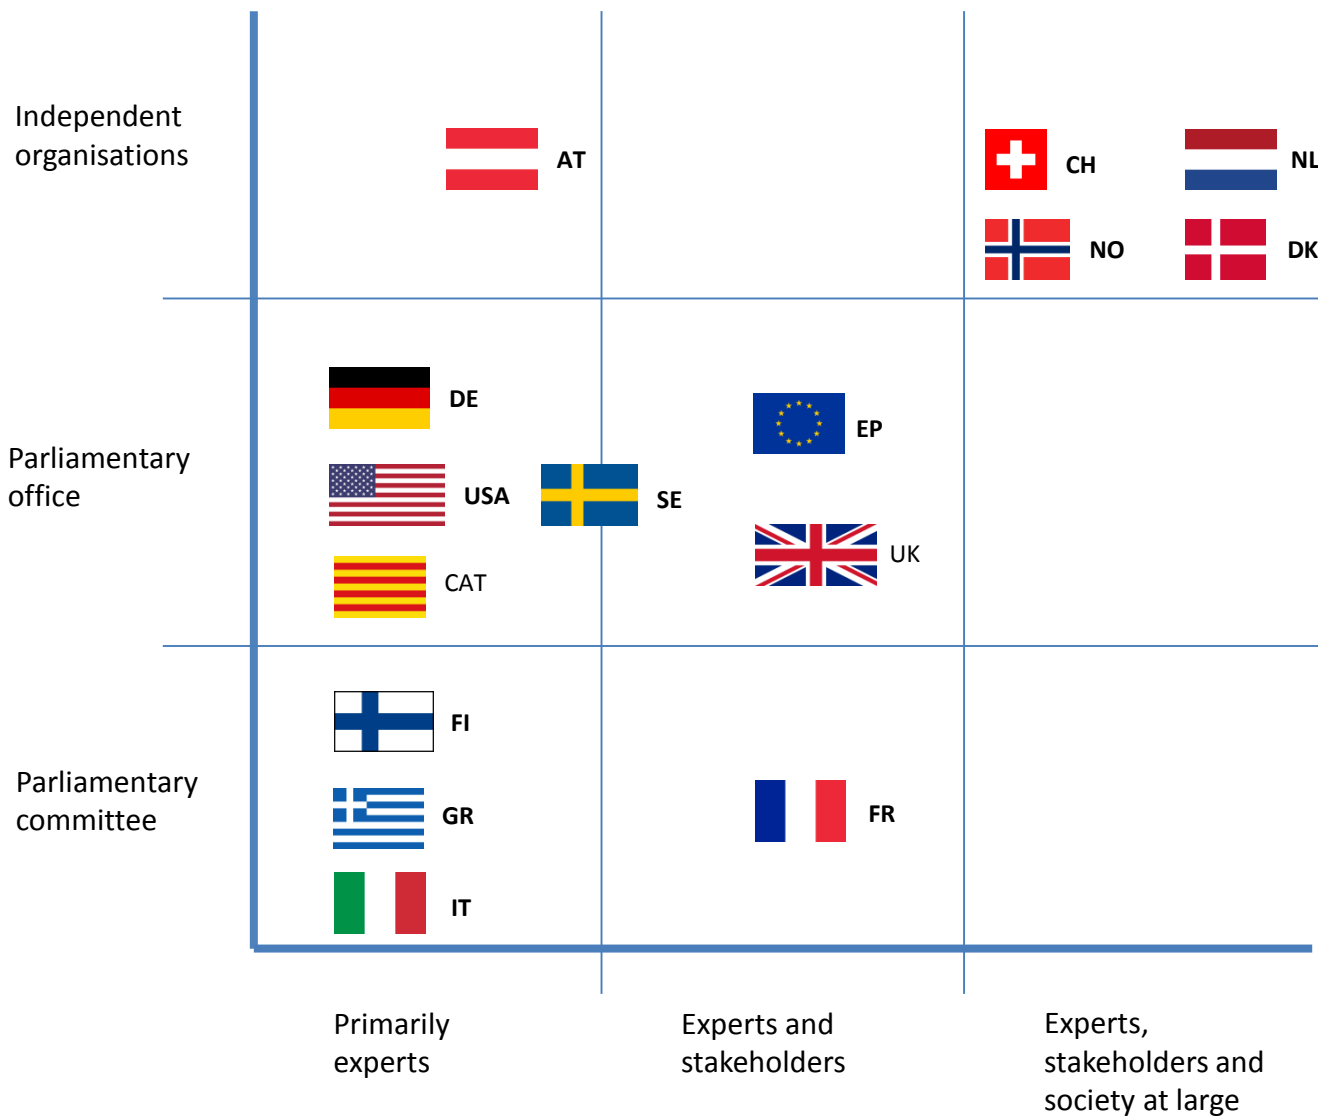 Independent
organisations
AT
CH
NL
NO
DK
Parliamentary
office
DE
EP
USA
SE
UK
CAT
Parliamentary
committee
FI
GR
FR
IT
Primarily
experts
Experts and
stakeholders
Experts,
stakeholders and
society at large